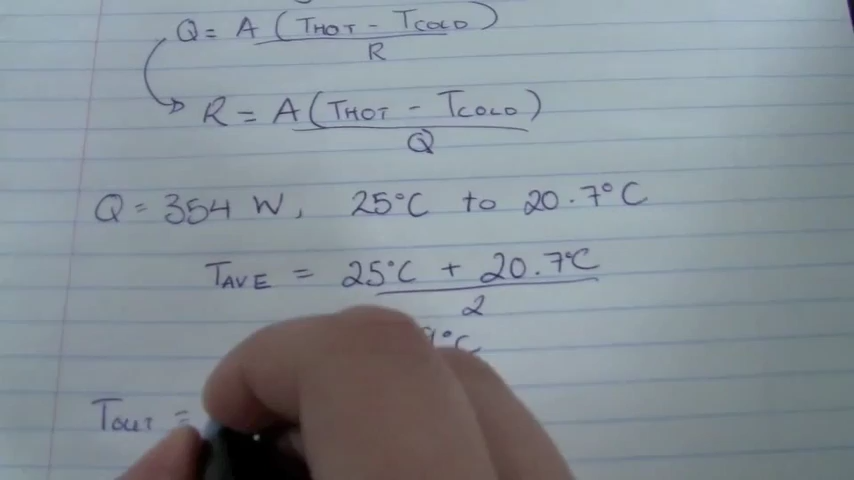 Q = A (THOT - TCOLD)
R
R = A (THOT - TCOLD)
Q
Q = 354 W, 25°C to 20.7°C
TAVE = 25°C + 20.7°C
2
°C
TOUT =